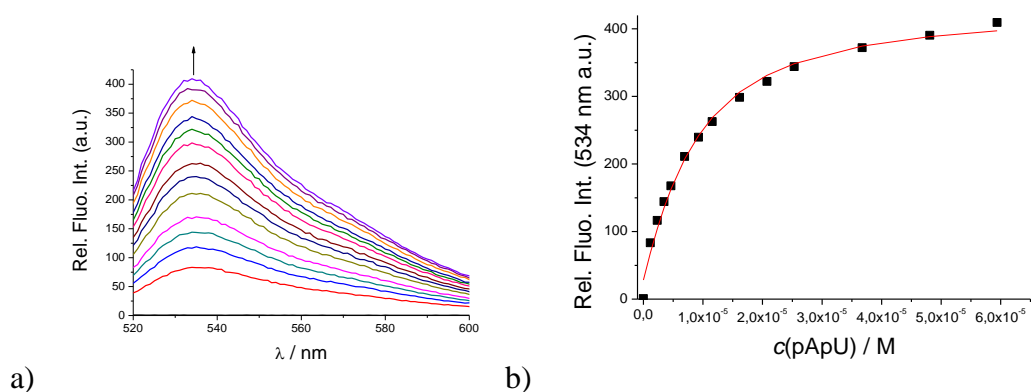 400
350
300
250
200
150
100
50
0
Rel. Fluo. Int. (a.u.)
520 540 560 580 600
λ / nm
a)
400
300
200
100
0
Rel. Fluo. Int. (534 nm a.u.)
0,0 1,0x10-5 2,0x10-5 3,0x10-5 4,0x10-5 5,0x10-5 6,0x10-5
c(pApU) / M
b)